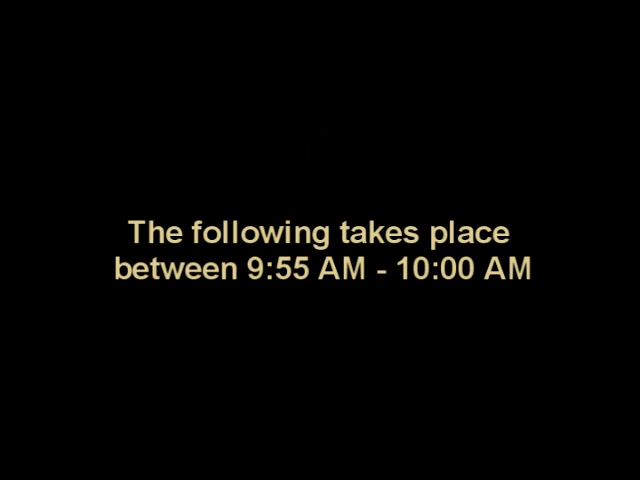 The following takes place
between 9:55 AM - 10:00 AM